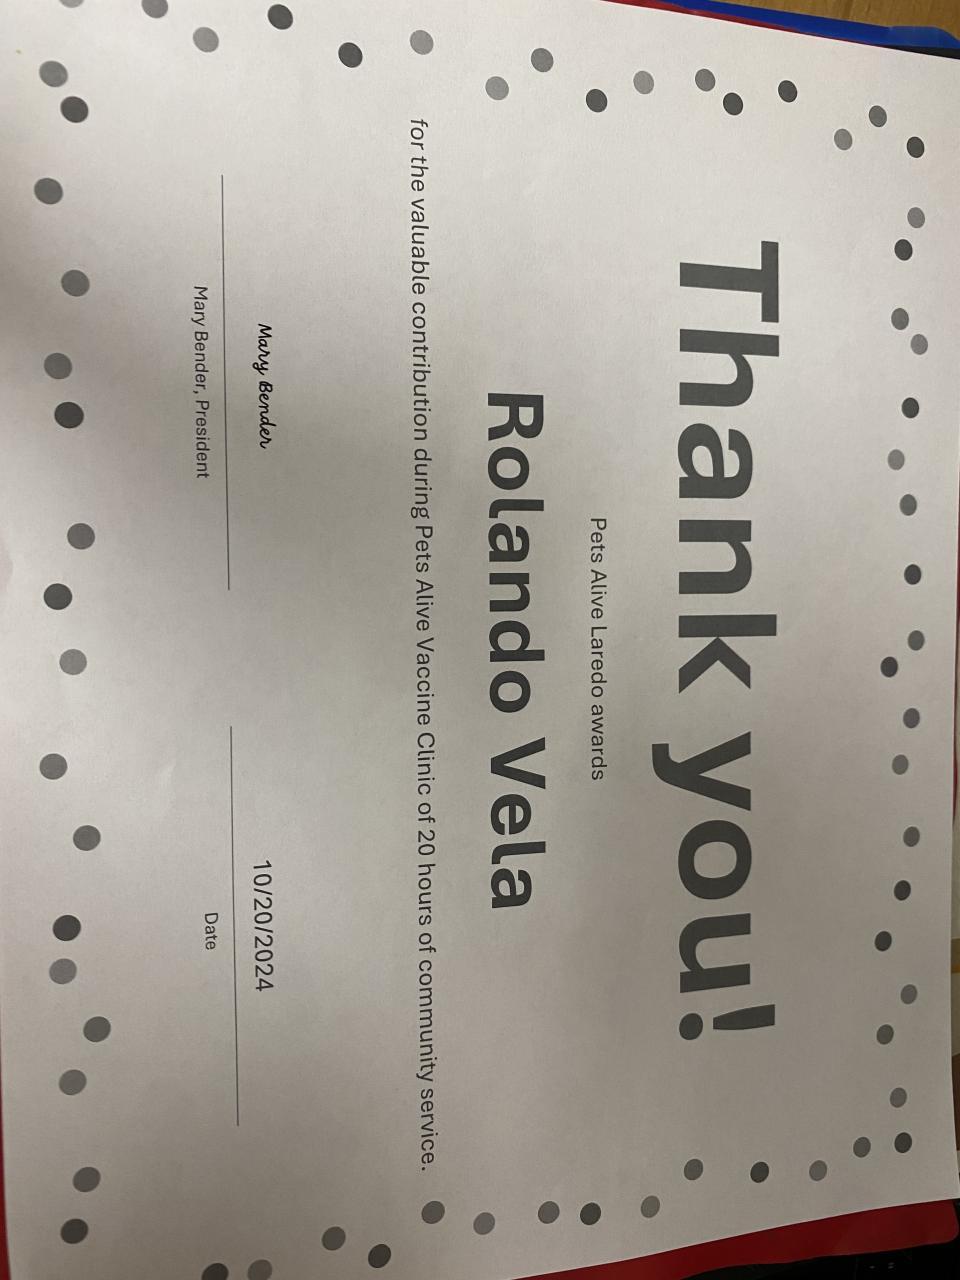 Thank you!
Pets Alive Laredo awards
Rolando Vela
for the valuable contribution during Pets Alive Vaccine Clinic of 20 hours of community service.
Mary Bender
10/20/2024
Mary Bender, President
Date